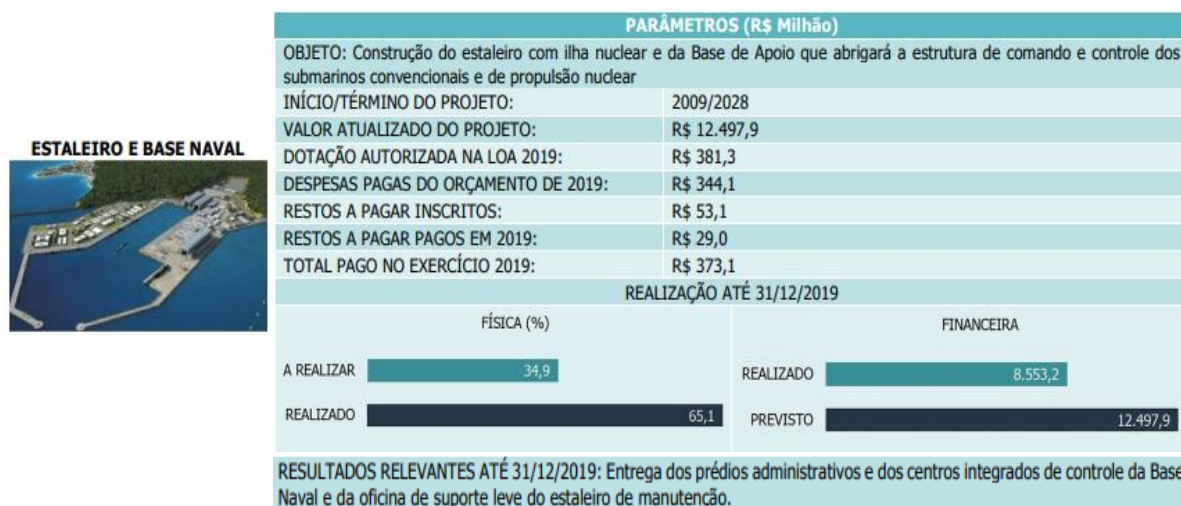 PARÂMETROS (R$ Milhão)
OBJETO: Construção do estaleiro com ilha nuclear e da Base de Apoio que abrigará a estrutura de comando e controle dos
submarinos convencionais e de propulsão nuclear
INÍCIO/TÉRMINO DO PROJETO: 2009/2028
VALOR ATUALIZADO DO PROJETO: R$ 12.497,9
ESTALEIRO E BASE NAVAL
DOTAÇÃO AUTORIZADA NA LOA 2019: R$ 381,3
DESPESAS PAGAS DO ORÇAMENTO DE 2019: R$ 344,1
RESTOS A PAGAR INSCRITOS: R$ 53,1
RESTOS A PAGAR PAGOS EM 2019: R$ 29,0
TOTAL PAGO NO EXERCÍCIO 2019: R$ 373,1
REALIZAÇÃO ATÉ 31/12/2019
FÍSICA (%)
A REALIZAR 34,9
REALIZADO 65,1
FINANCEIRA
REALIZADO 8.553,2
PREVISTO 12.497,9
RESULTADOS RELEVANTES ATÉ 31/12/2019: Entrega dos prédios administrativos e dos centros integrados de controle da Base
Naval e da oficina de suporte leve do estaleiro de manutenção.